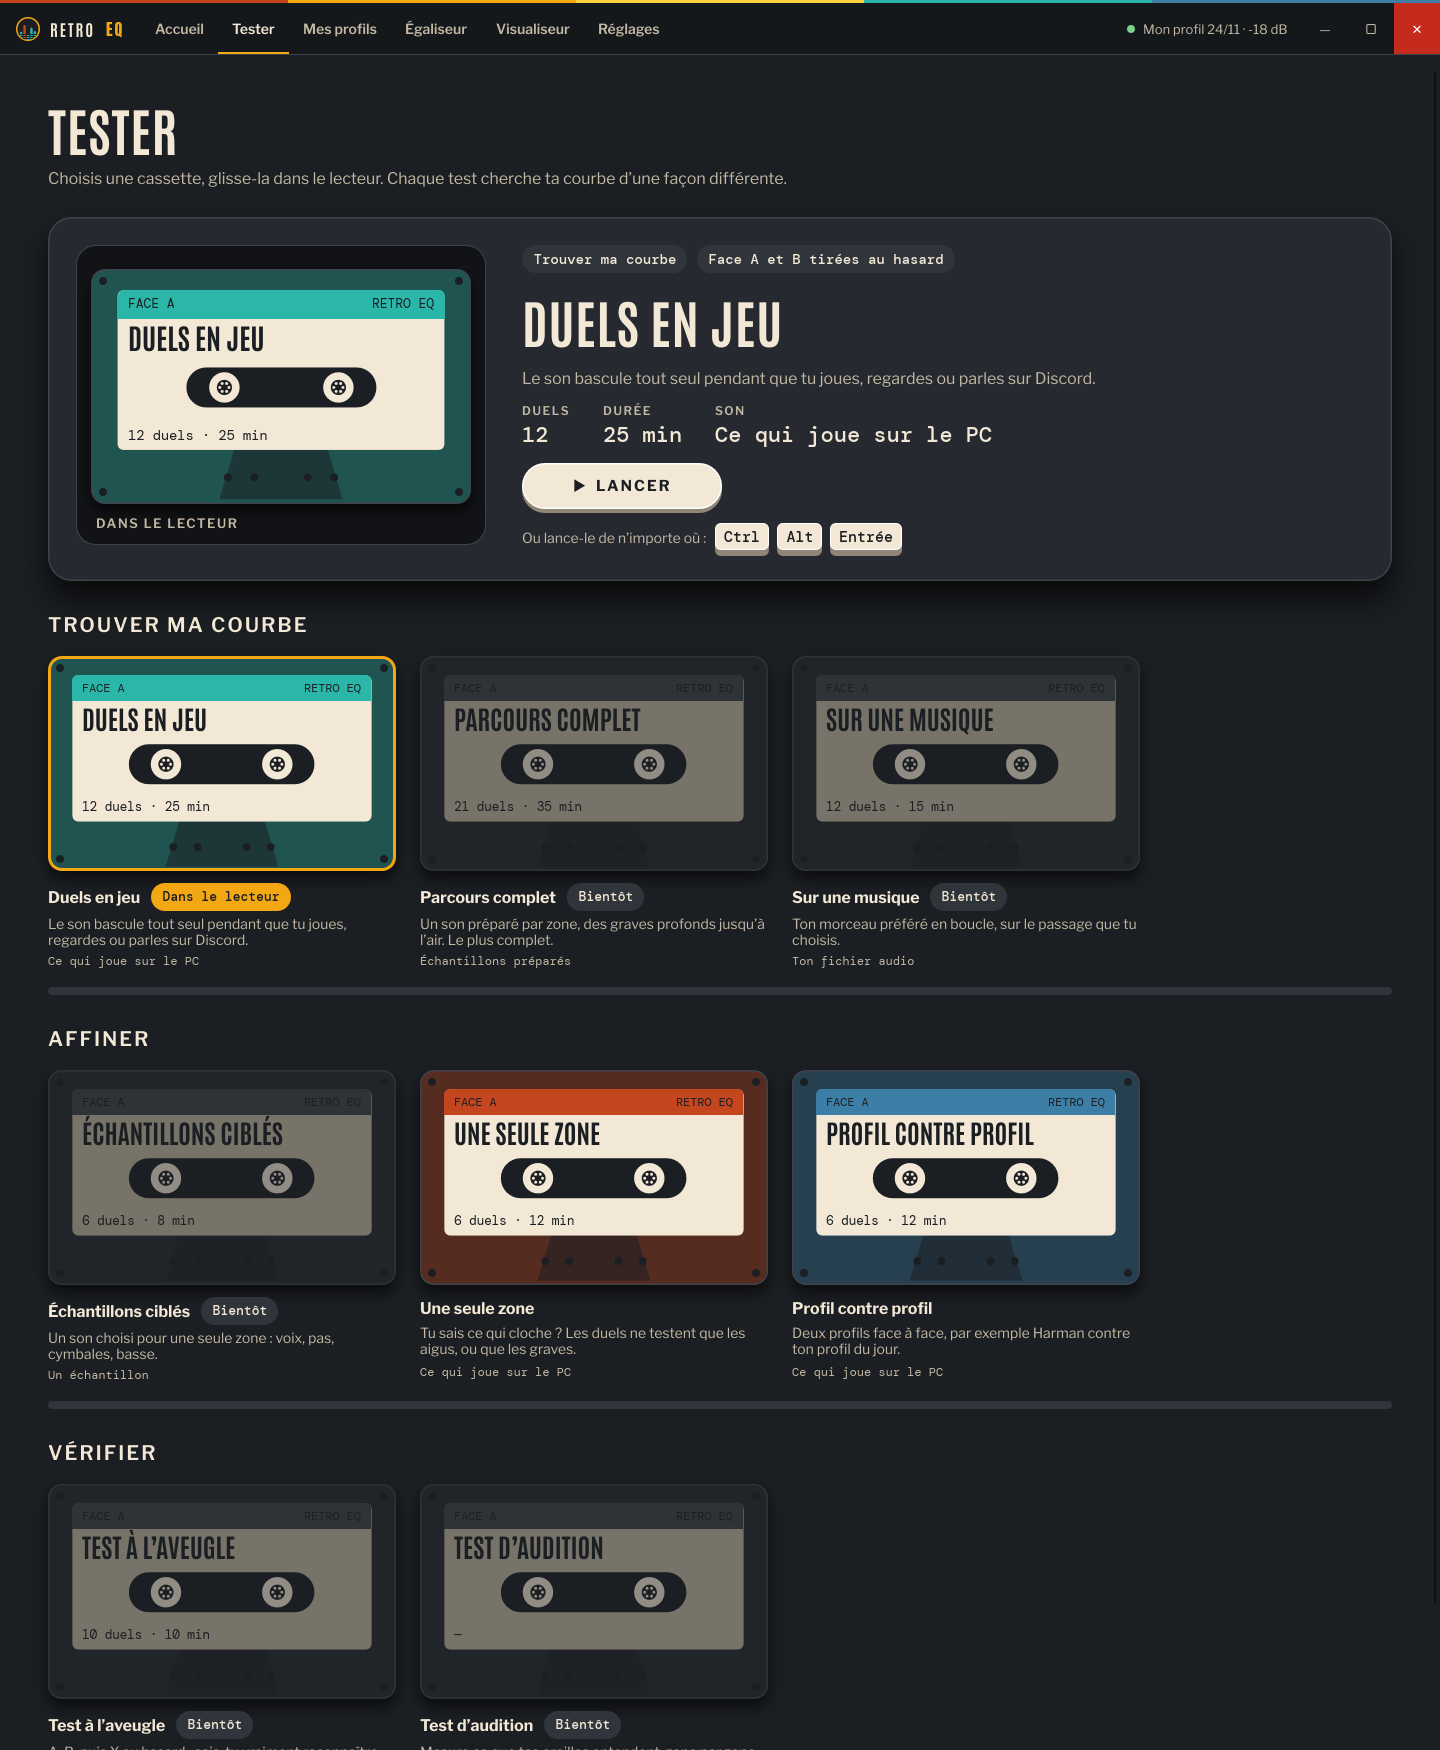 RETRO EQ
Accueil
Tester
Mes profils
Égaliseur
Visualiseur
Réglages
Mon profil 24/11 · -18 dB
TESTER
Choisis une cassette, glisse-la dans le lecteur. Chaque test cherche ta courbe d’une façon différente.
FACE A
RETRO EQ
DUELS EN JEU
12 duels · 25 min
DANS LE LECTEUR
Trouver ma courbe
Face A et B tirées au hasard
DUELS EN JEU
Le son bascule tout seul pendant que tu joues, regardes ou parles sur Discord.
DUELS
12
DURÉE
25 min
SON
Ce qui joue sur le PC
LANCER
Ou lance-le de n’importe où :
Ctrl
Alt
Entrée
TROUVER MA COURBE
FACE A
RETRO EQ
DUELS EN JEU
12 duels · 25 min
Duels en jeu
Dans le lecteur
Le son bascule tout seul pendant que tu joues,
regardes ou parles sur Discord.
Ce qui joue sur le PC
FACE A
RETRO EQ
PARCOURS COMPLET
21 duels · 35 min
Parcours complet
Bientôt
Un son préparé par zone, des graves profonds jusqu’à
l’air. Le plus complet.
Échantillons préparés
FACE A
RETRO EQ
SUR UNE MUSIQUE
12 duels · 15 min
Sur une musique
Bientôt
Ton morceau préféré en boucle, sur le passage que tu
choisis.
Ton fichier audio
AFFINER
FACE A
RETRO EQ
ÉCHANTILLONS CIBLÉS
6 duels · 8 min
Échantillons ciblés
Bientôt
Un son choisi pour une seule zone : voix, pas,
cymbales, basse.
Un échantillon
FACE A
RETRO EQ
UNE SEULE ZONE
6 duels · 12 min
Une seule zone
Tu sais ce qui cloche ? Les duels ne testent que les
aigus, ou que les graves.
Ce qui joue sur le PC
FACE A
RETRO EQ
PROFIL CONTRE PROFIL
6 duels · 12 min
Profil contre profil
Deux profils face à face, par exemple Harman contre
ton profil du jour.
Ce qui joue sur le PC
VÉRIFIER
FACE A
RETRO EQ
TEST À L’AVEUGLE
10 duels · 10 min
Test à l’aveugle
Bientôt
FACE A
RETRO EQ
TEST D’AUDITION
—
Test d’audition
Bientôt